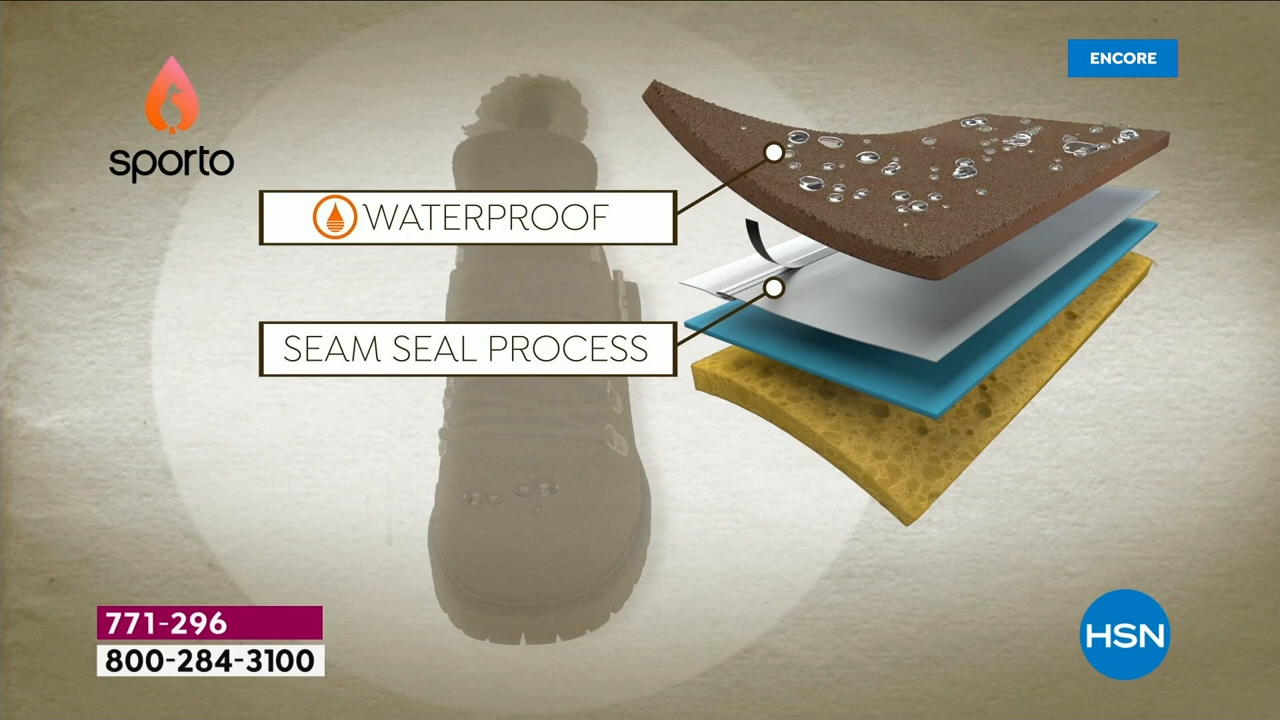 ENCORE
sporto
WATERPROOF
SEAM SEAL PROCESS
771-296
800-284-3100
HSN